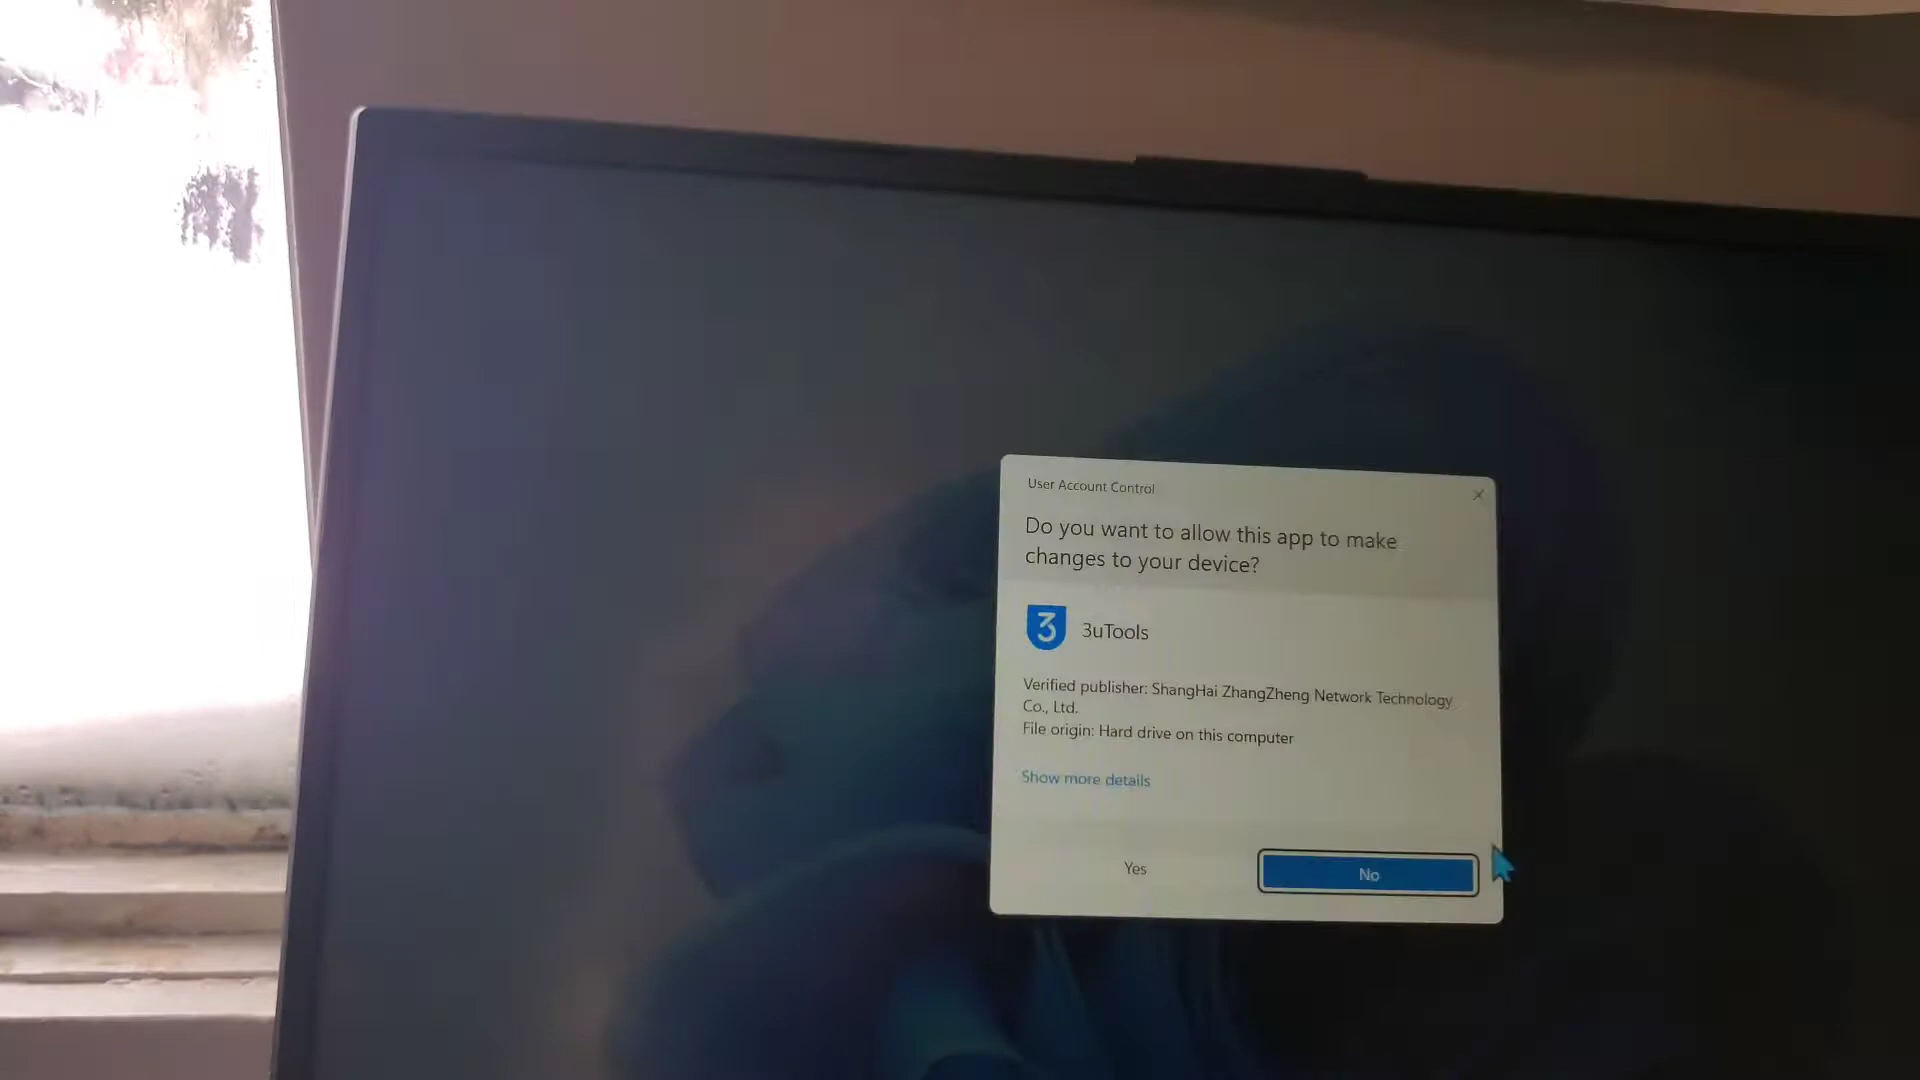 User Account Control
Do you want to allow this app to make
changes to your device?
3
3uTools
Verified publisher: ShangHai ZhangZheng Network Technology
Co., Ltd.
File origin: Hard drive on this computer
Show more details
Yes
No